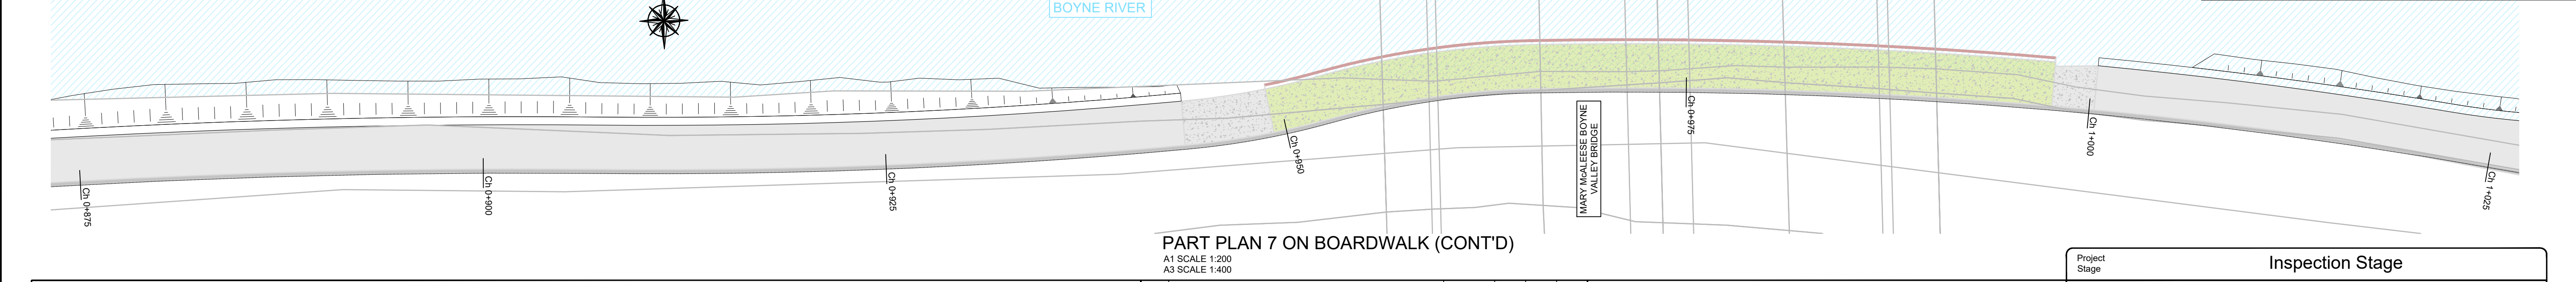 BOYNE RIVER
Ch 0+875
Ch 0+900
Ch 0+925
Ch 0+950
MARY McALEESE BOYNE
VALLEY BRIDGE
Ch 0+975
Ch 1+000
Ch 1+025
PART PLAN 7 ON BOARDWALK (CONT'D)
A1 SCALE 1:200
A3 SCALE 1:400
Project
Stage
Inspection Stage